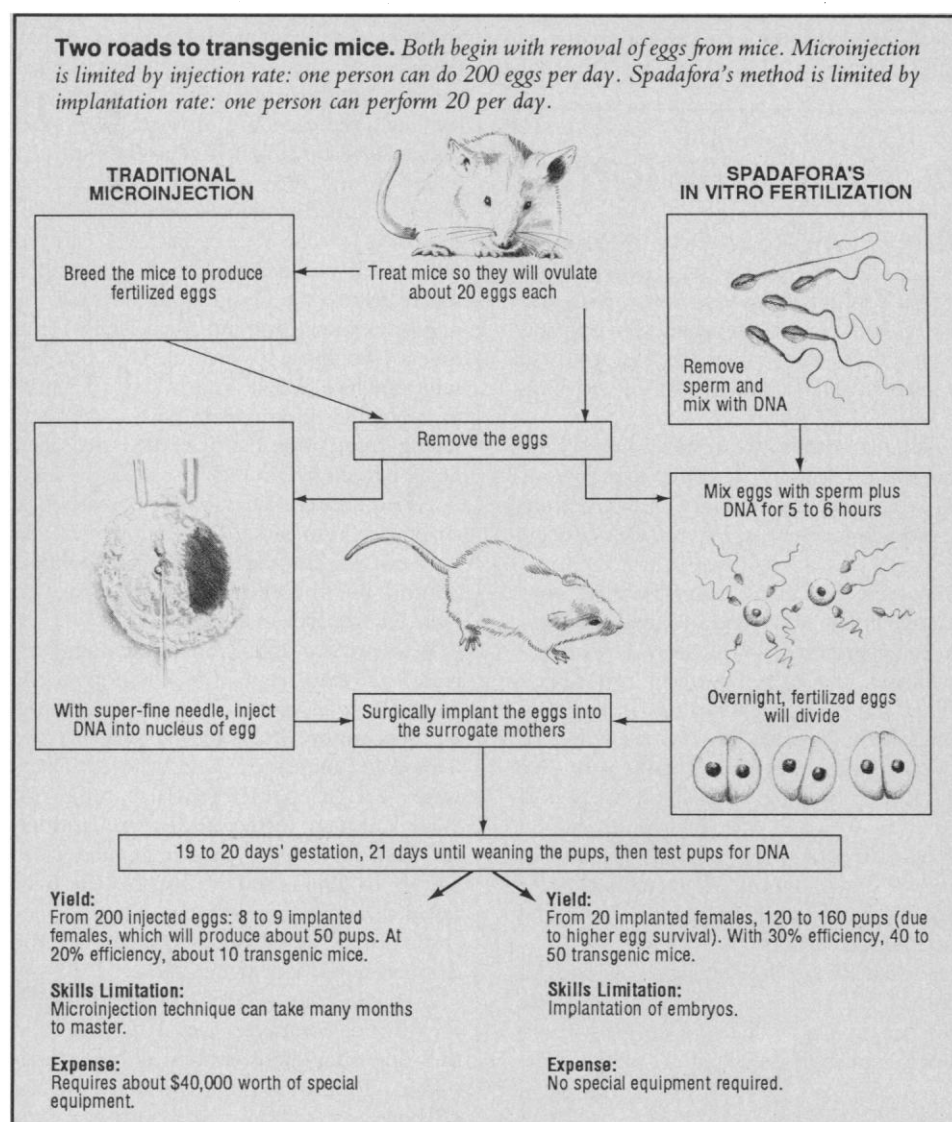 Two roads to transgenic mice. Both begin with removal of eggs from mice. Microinjection
is limited by injection rate: one person can do 200 eggs per day. Spadafora's method is limited by
implantation rate: one person can perform 20 per day.
TRADITIONAL
MICROINJECTION
SPADAFORA'S
IN VITRO FERTILIZATION
Breed the mice to produce
fertilized eggs
Treat mice so they will ovulate
about 20 eggs each
Remove
sperm and
mix with DNA
Remove the eggs
Mix eggs with sperm plus
DNA for 5 to 6 hours
With super-fine needle, inject
DNA into nucleus of egg
Surgically implant the eggs into
the surrogate mothers
Overnight, fertilized eggs
will divide
19 to 20 days' gestation, 21 days until weaning the pups, then test pups for DNA
Yield:
From 200 injected eggs: 8 to 9 implanted
females, which will produce about 50 pups. At
20% efficiency, about 10 transgenic mice.
Skills Limitation:
Microinjection technique can take many months
to master.
Expense:
Requires about $40,000 worth of special
equipment.
Yield:
From 20 implanted females, 120 to 160 pups (due
to higher egg survival). With 30% efficiency, 40 to
50 transgenic mice.
Skills Limitation:
Implantation of embryos.
Expense:
No special equipment required.